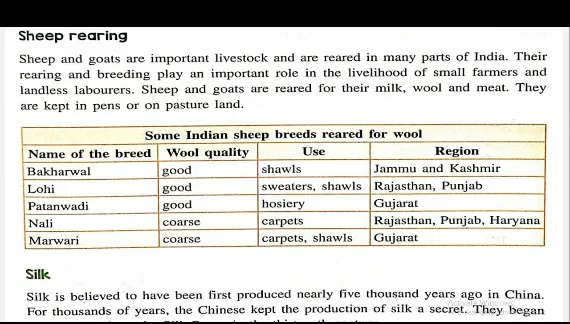 Sheep rearing
Sheep and goats are important livestock and are reared in many parts of India. Their
rearing and breeding play an important role in the livelihood of small farmers and
landless labourers. Sheep and goats are reared for their milk, wool and meat. They
are kept in pens or on pasture land.
Some Indian sheep breeds reared for wool
Name of the breed Wool quality Use Region
Bakharwal good shawls Jammu and Kashmir
Lohi good sweaters, shawls Rajasthan, Punjab
Patanwadi good hosiery Gujarat
Nali coarse carpets Rajasthan, Punjab, Haryana
Marwari coarse carpets, shawls Gujarat
Silk
Silk is believed to have been first produced nearly five thousand years ago in China.
For thousands of years, the Chinese kept the production of silk a secret. They began